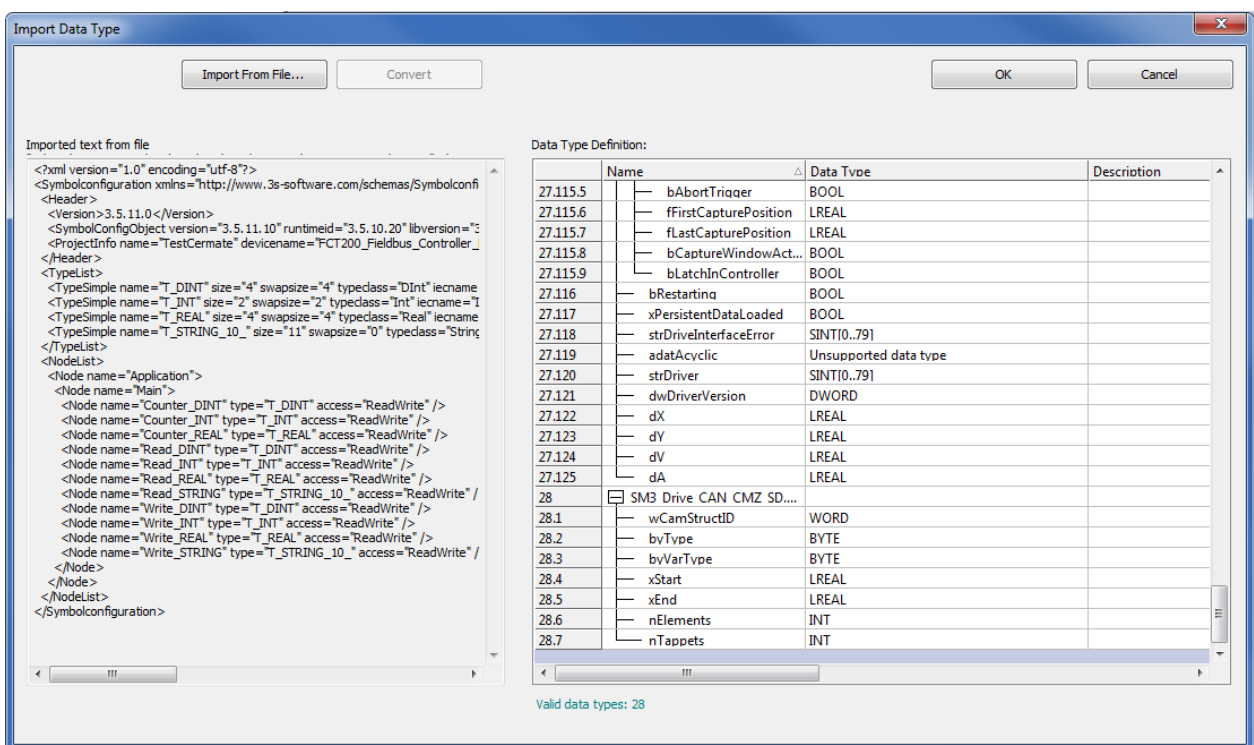 Import Data Type
X
Import From File...
Convert
OK
Cancel
Imported text from file
Data Type Definition:
<?xml version="1.0" encoding="utf-8"?>
<Symbolconfiguration xmlns="http://www.3s-software.com/schemas/Symbolconfi
<Header>
<Version>3.5.11.0</Version>
<SymbolConfigObject version="3.5.11.10" runtimeid="3.5.10.20" libversion="3
<ProjectInfo name="TestCermate" devicename="FCT200_Fieldbus_Controller_
</Header>
<TypeList>
<TypeSimple name="T_DINT" size="4" swapsize="4" typeclass="DInt" iecname
<TypeSimple name="T_INT" size="2" swapsize="2" typeclass="Int" iecname="I
<TypeSimple name="T_REAL" size="4" swapsize="4" typeclass="Real" iecname
<TypeSimple name="T_STRING_10_" size="11" swapsize="0" typeclass="String
</TypeList>
<NodeList>
<Node name="Application">
<Node name="Main">
<Node name="Counter_DINT" type="T_DINT" access="ReadWrite" />
<Node name="Counter_INT" type="T_INT" access="ReadWrite" />
<Node name="Counter_REAL" type="T_REAL" access="ReadWrite" />
<Node name="Read_DINT" type="T_DINT" access="ReadWrite" />
<Node name="Read_INT" type="T_INT" access="ReadWrite" />
<Node name="Read_REAL" type="T_REAL" access="ReadWrite" />
<Node name="Read_STRING" type="T_STRING_10_" access="ReadWrite" /
<Node name="Write_DINT" type="T_DINT" access="ReadWrite" />
<Node name="Write_INT" type="T_INT" access="ReadWrite" />
<Node name="Write_REAL" type="T_REAL" access="ReadWrite" />
<Node name="Write_STRING" type="T_STRING_10_" access="ReadWrite" /
</Node>
</Node>
</NodeList>
</Symbolconfiguration>
Name Data Type Description
27.115.5 bAbortTrigger BOOL
27.115.6 fFirstCapturePosition LREAL
27.115.7 fLastCapturePosition LREAL
27.115.8 bCaptureWindowAct... BOOL
27.115.9 bLatchInController BOOL
27.116 bRestarting BOOL
27.117 xPersistentDataLoaded BOOL
27.118 strDriveInterfaceError SINT[0..79]
27.119 adatAcyclic Unsupported data type
27.120 strDriver SINT[0..79]
27.121 dwDriverVersion DWORD
27.122 dX LREAL
27.123 dY LREAL
27.124 dV LREAL
27.125 dA LREAL
28 SM3_Drive_CAN_CMZ_SD....
28.1 wCamStructID WORD
28.2 byType BYTE
28.3 byVarType BYTE
28.4 xStart LREAL
28.5 xEnd LREAL
28.6 nElements INT
28.7 nTappets INT
Valid data types: 28